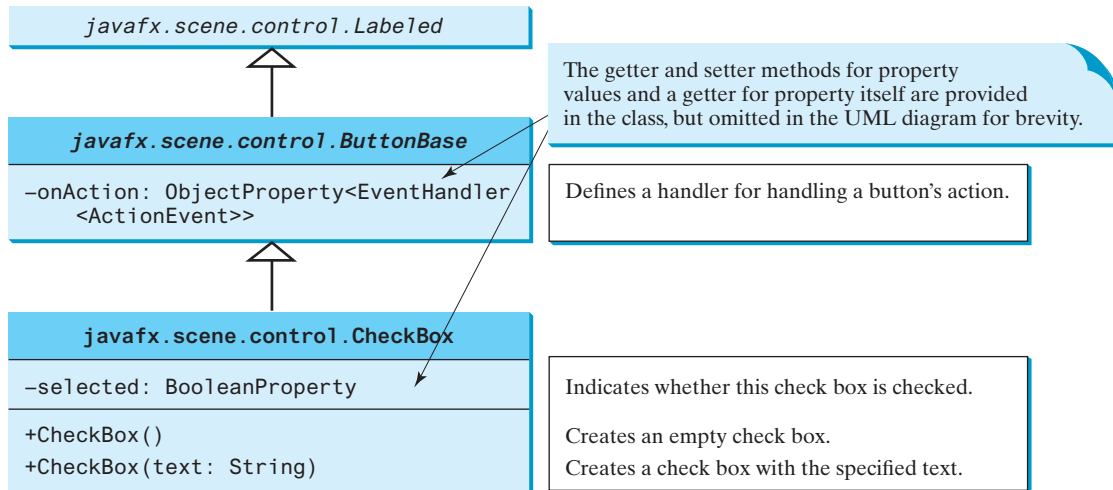 javafx.scene.control.Labeled
The getter and setter methods for property
values and a getter for property itself are provided
in the class, but omitted in the UML diagram for brevity.
javafx.scene.control.ButtonBase
–onAction: ObjectProperty<EventHandler
<ActionEvent>>
Defines a handler for handling a button's action.
javafx.scene.control.CheckBox
–selected: BooleanProperty
Indicates whether this check box is checked.
+CheckBox()
Creates an empty check box.
+CheckBox(text: String)
Creates a check box with the specified text.